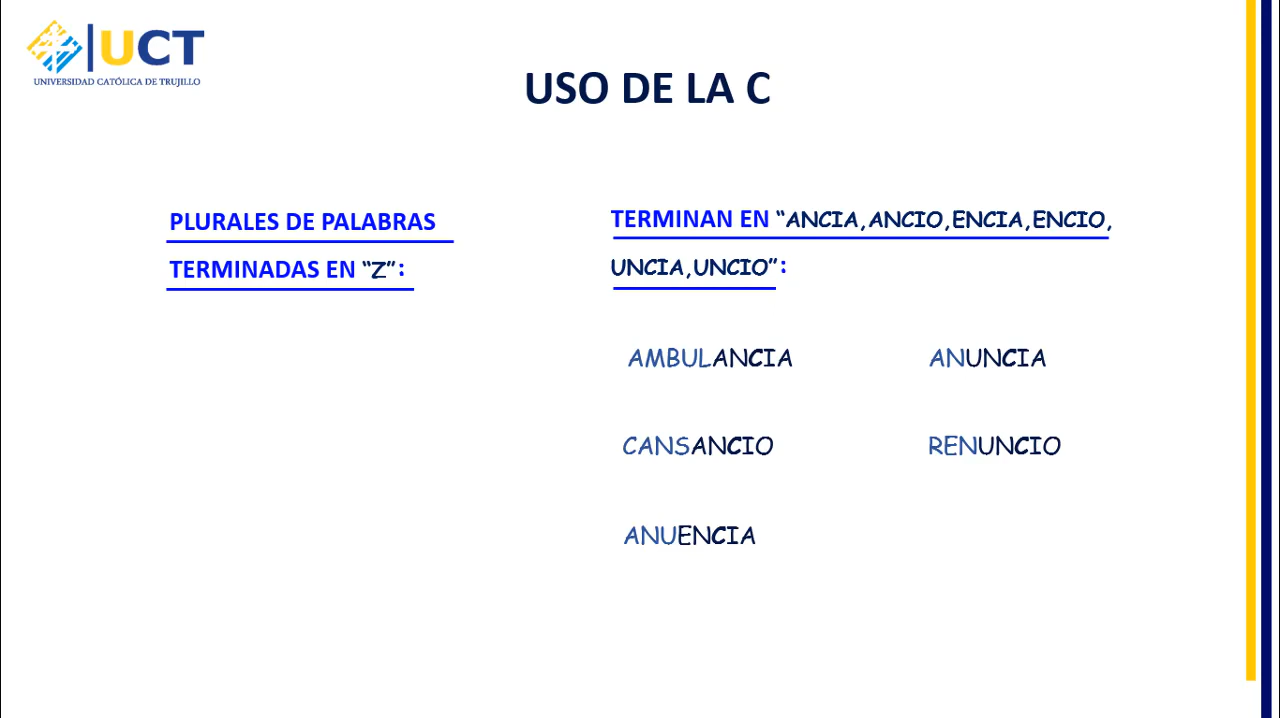 UCT
UNIVERSIDAD CATÓLICA DE TRUJILLO
USO DE LA C
PLURALES DE PALABRAS
TERMINADAS EN “Z”:
TERMINAN EN “ANCIA,ANCIO,ENCIA,ENCIO,
UNCIA,UNCIO”:
AMBULANCIA
ANUNCIA
CANSANCIO
RENUNCIO
ANUENCIA